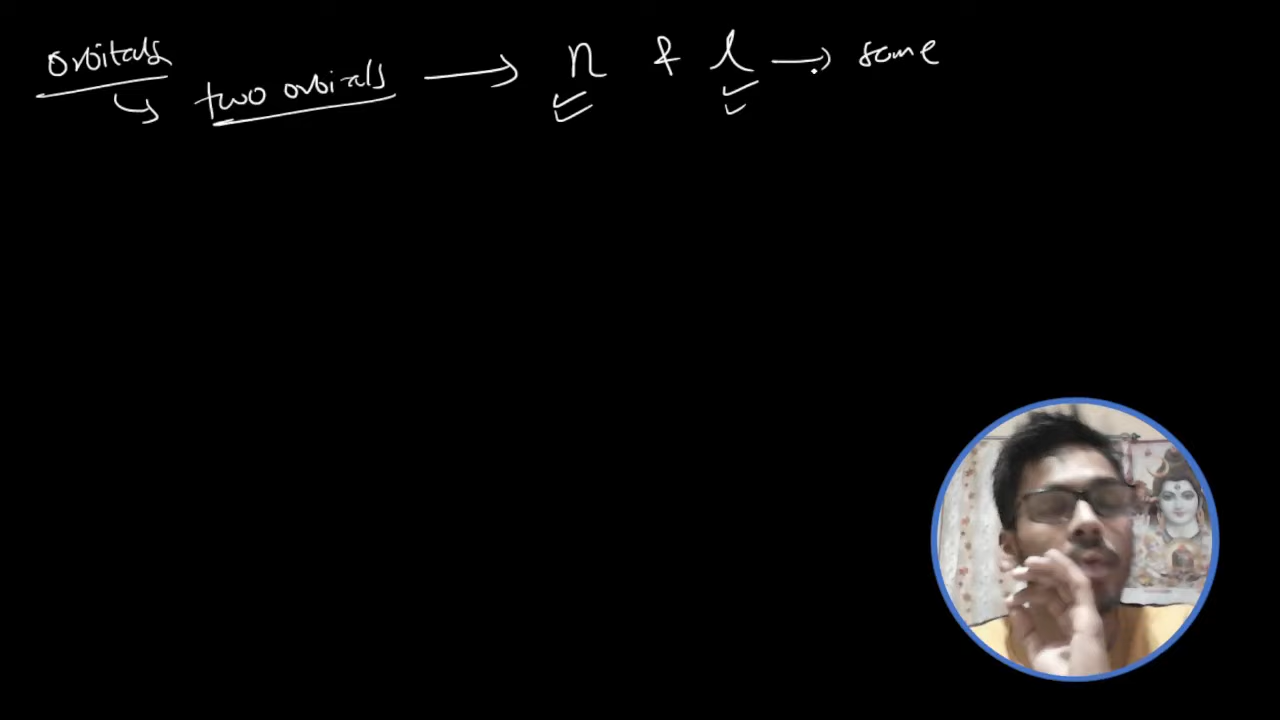 orbitals
↳ two orbitals → n & l → same